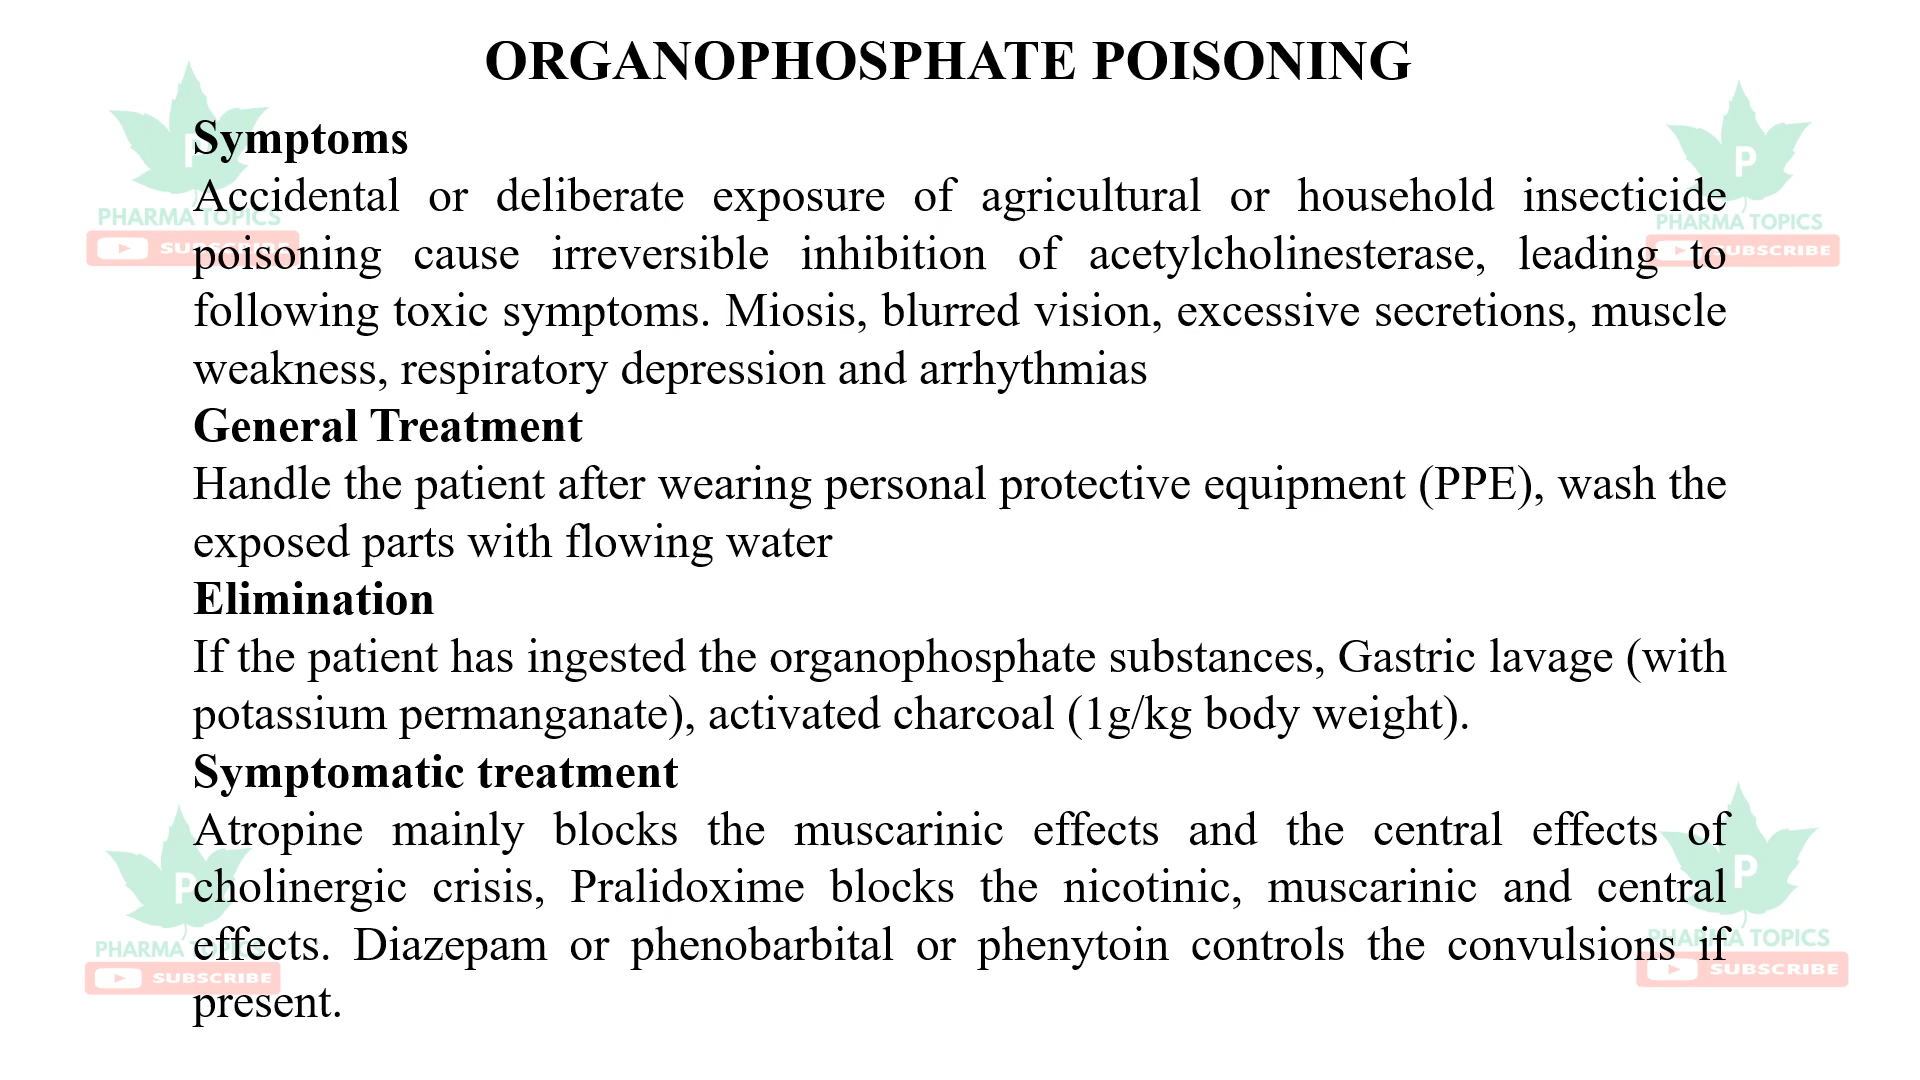 ORGANOPHOSPHATE POISONING
Symptoms
Accidental or deliberate exposure of agricultural or household insecticide
poisoning cause irreversible inhibition of acetylcholinesterase, leading to
following toxic symptoms. Miosis, blurred vision, excessive secretions, muscle
weakness, respiratory depression and arrhythmias
General Treatment
Handle the patient after wearing personal protective equipment (PPE), wash the
exposed parts with flowing water
Elimination
If the patient has ingested the organophosphate substances, Gastric lavage (with
potassium permanganate), activated charcoal (1g/kg body weight).
Symptomatic treatment
Atropine mainly blocks the muscarinic effects and the central effects of
cholinergic crisis, Pralidoxime blocks the nicotinic, muscarinic and central
effects. Diazepam or phenobarbital or phenytoin controls the convulsions if
present.
P
PHARMA TOPICS
SUBSCRIBE
P
PHARMA TOPICS
SUBSCRIBE
P
PHARMA TOPICS
SUBSCRIBE
P
PHARMA TOPICS
SUBSCRIBE